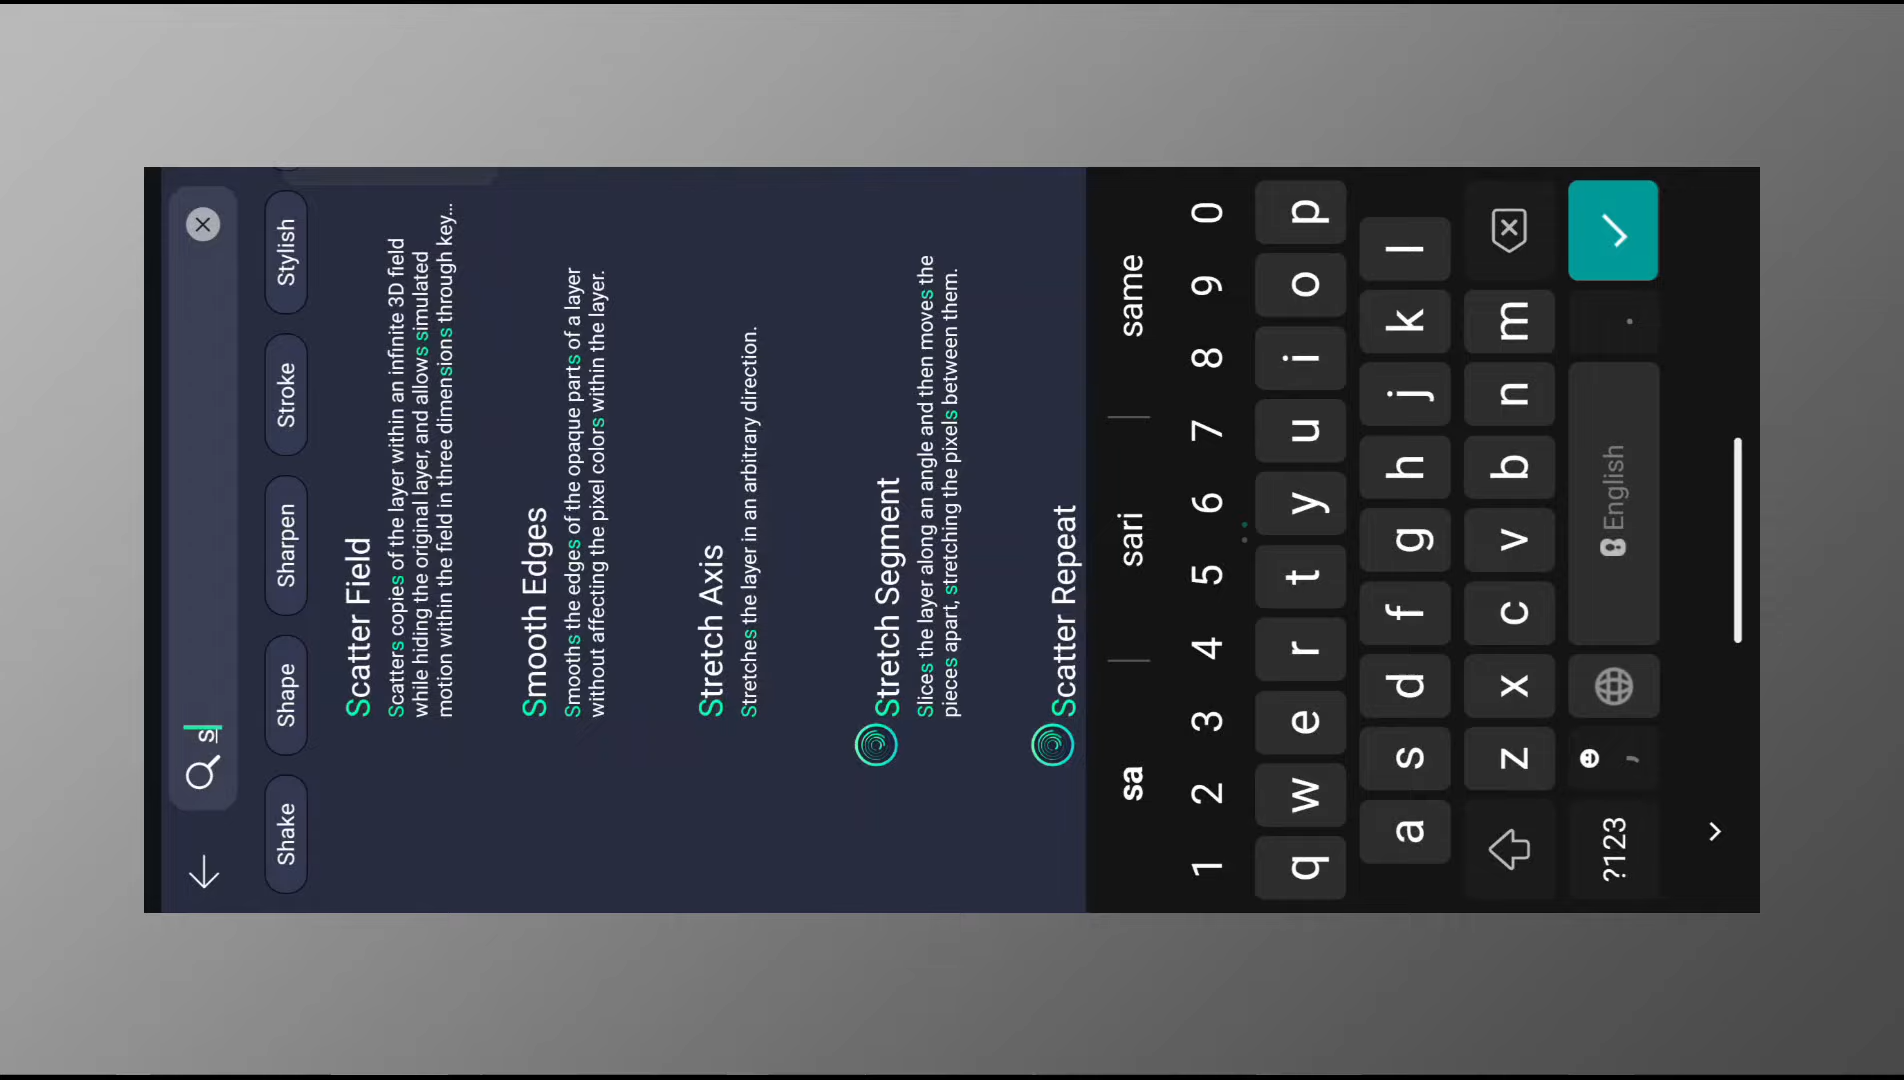 s
Shake Shape Sharpen Stroke Stylish
Scatter Field
Scatters copies of the layer within an infinite 3D field
while hiding the original layer, and allows simulated
motion within the field in three dimensions through key...
Smooth Edges
Smooths the edges of the opaque parts of a layer
without affecting the pixel colors within the layer.
Stretch Axis
Stretches the layer in an arbitrary direction.
Stretch Segment
Slices the layer along an angle and then moves the
pieces apart, stretching the pixels between them.
Scatter Repeat
sa sari same
1 2 3 4 5 6 7 8 9 0
q w e r t y u i o p
a s d f g h j k l
z x c v b n m
?123 , English .